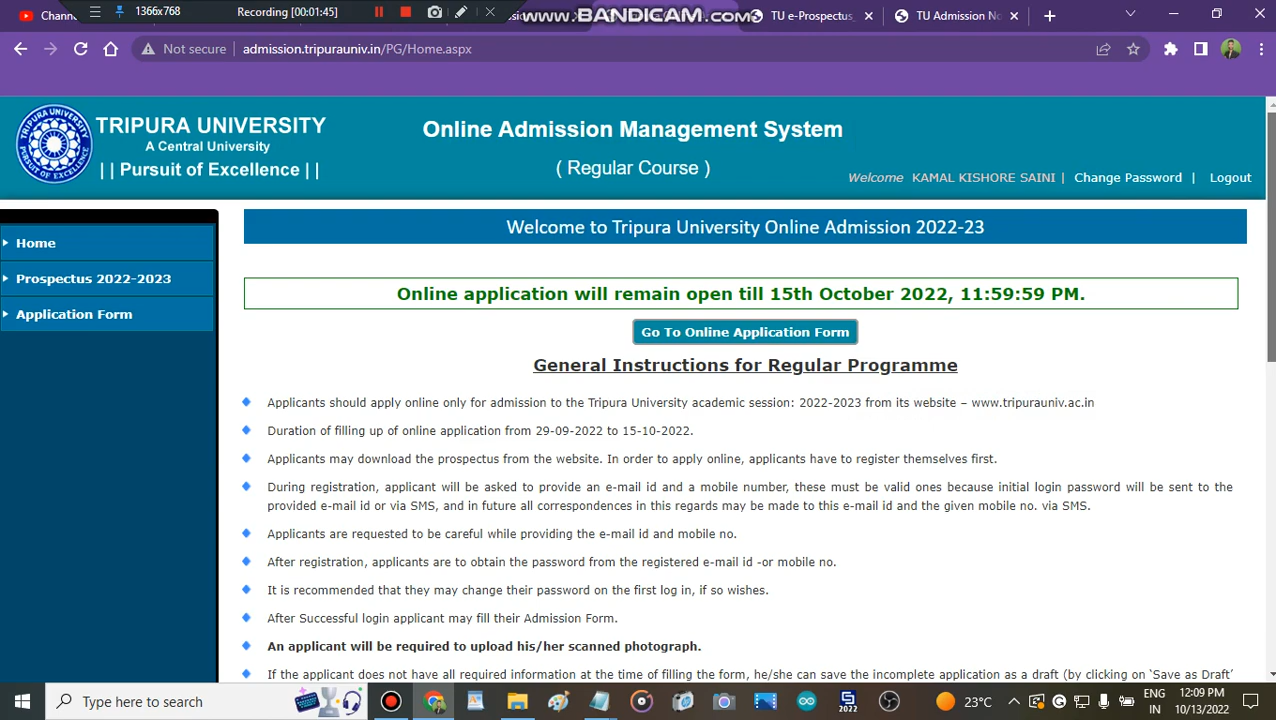 1366x768
Recording [00:01:45]
www.BANDICAM.com
Chann
TU e-Prospectus
TU Admission No
Not secure
admission.tripurauniv.in/PG/Home.aspx
TRIPURA UNIVERSITY
A Central University
| | Pursuit of Excellence | |
Online Admission Management System
( Regular Course )
Welcome KAMAL KISHORE SAINI | Change Password | Logout
Home
Prospectus 2022-2023
Application Form
Welcome to Tripura University Online Admission 2022-23
Online application will remain open till 15th October 2022, 11:59:59 PM.
Go To Online Application Form
General Instructions for Regular Programme
Applicants should apply online only for admission to the Tripura University academic session: 2022-2023 from its website – www.tripurauniv.ac.in
Duration of filling up of online application from 29-09-2022 to 15-10-2022.
Applicants may download the prospectus from the website. In order to apply online, applicants have to register themselves first.
During registration, applicant will be asked to provide an e-mail id and a mobile number, these must be valid ones because initial login password will be sent to the
provided e-mail id or via SMS, and in future all correspondences in this regards may be made to this e-mail id and the given mobile no. via SMS.
Applicants are requested to be careful while providing the e-mail id and mobile no.
After registration, applicants are to obtain the password from the registered e-mail id -or mobile no.
It is recommended that they may change their password on the first log in, if so wishes.
After Successful login applicant may fill their Admission Form.
An applicant will be required to upload his/her scanned photograph.
If the applicant does not have all required information at the time of filling the form, he/she can save the incomplete application as a draft (by clicking on 'Save as Draft'
Type here to search
2022
23°C
ENG
IN
12:09 PM
10/13/2022